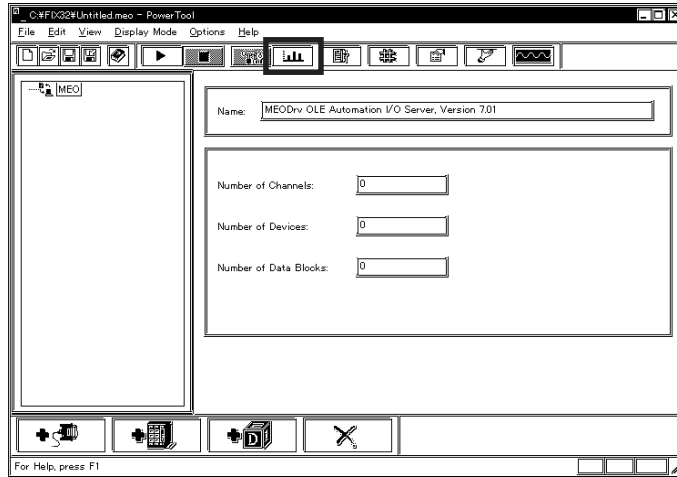 C:¥FIX32¥Untitled.meo - PowerTool
File Edit View Display Mode Options Help
MEO
Name: MEODrv OLE Automation I/O Server, Version 7.01
Number of Channels: 0
Number of Devices: 0
Number of Data Blocks: 0
D
For Help, press F1